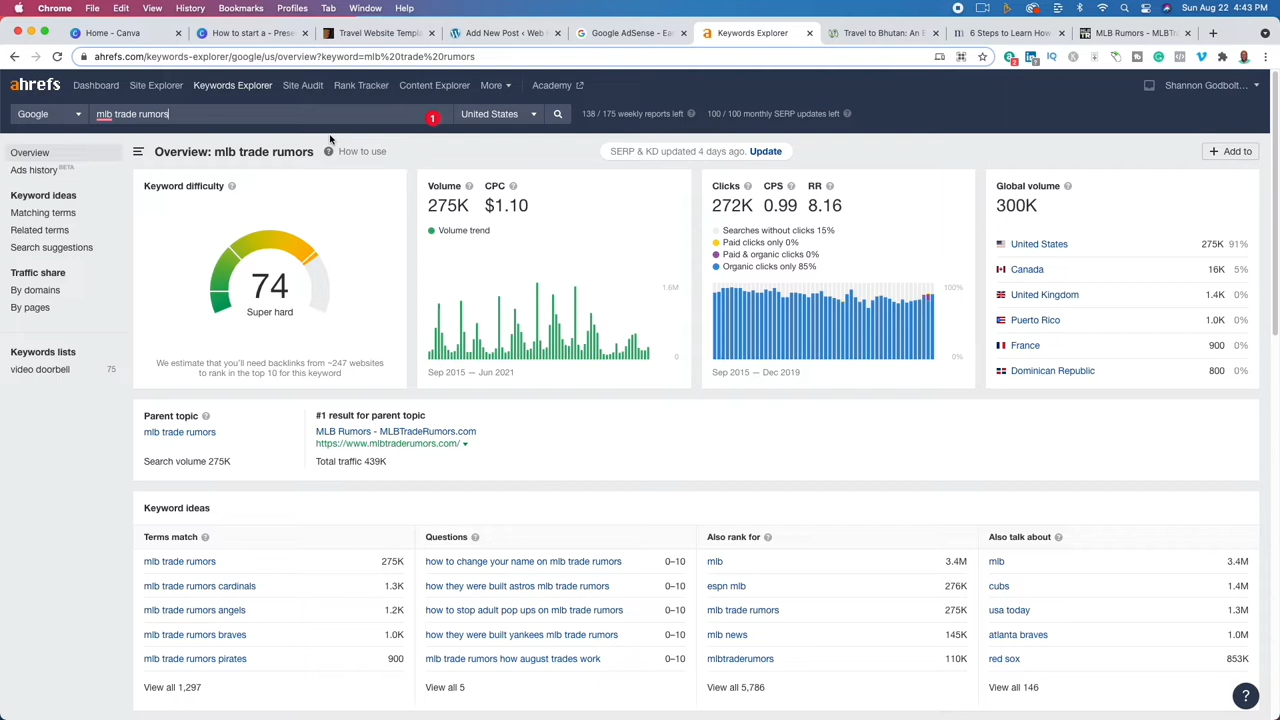 Chrome File Edit View History Bookmarks Profiles Tab Window Help
Sun Aug 22 4:43 PM
Home - Canva
How to start a - Prese
Travel Website Templa
Add New Post ‹ Web
Google AdSense - Ear
Keywords Explorer
Travel to Bhutan: An E
6 Steps to Learn How
MLB Rumors - MLBTra
ahrefs.com/keywords-explorer/google/us/overview?keyword=mlb%20trade%20rumors
ahrefs Dashboard Site Explorer Keywords Explorer Site Audit Rank Tracker Content Explorer More Academy
Shannon Godbolt...
Google mlb trade rumors 1 United States 138 / 175 weekly reports left 100 / 100 monthly SERP updates left
Overview
Ads history BETA
Keyword ideas
Matching terms
Related terms
Search suggestions
Traffic share
By domains
By pages
Keywords lists
video doorbell 75
Overview: mlb trade rumors How to use
SERP & KD updated 4 days ago. Update
+ Add to
Keyword difficulty
74
Super hard
We estimate that you'll need backlinks from ~247 websites
to rank in the top 10 for this keyword
Volume CPC
275K $1.10
Volume trend
1.6M
0
Sep 2015 — Jun 2021
Clicks CPS RR
272K 0.99 8.16
Searches without clicks 15%
Paid clicks only 0%
Paid & organic clicks 0%
Organic clicks only 85%
100%
0%
Sep 2015 — Dec 2019
Global volume
300K
United States 275K 91%
Canada 16K 5%
United Kingdom 1.4K 0%
Puerto Rico 1.0K 0%
France 900 0%
Dominican Republic 800 0%
Parent topic
mlb trade rumors
Search volume 275K
#1 result for parent topic
MLB Rumors - MLBTradeRumors.com
https://www.mlbtraderumors.com/
Total traffic 439K
Keyword ideas
Terms match
mlb trade rumors 275K
mlb trade rumors cardinals 1.3K
mlb trade rumors angels 1.2K
mlb trade rumors braves 1.0K
mlb trade rumors pirates 900
View all 1,297
Questions
how to change your name on mlb trade rumors 0–10
how they were built astros mlb trade rumors 0–10
how to stop adult pop ups on mlb trade rumors 0–10
how they were built yankees mlb trade rumors 0–10
mlb trade rumors how august trades work 0–10
View all 5
Also rank for
mlb 3.4M
espn mlb 276K
mlb trade rumors 275K
mlb news 145K
mlbtraderumors 110K
View all 5,786
Also talk about
mlb 3.4M
cubs 1.4M
usa today 1.3M
atlanta braves 1.0M
red sox 853K
View all 146
?